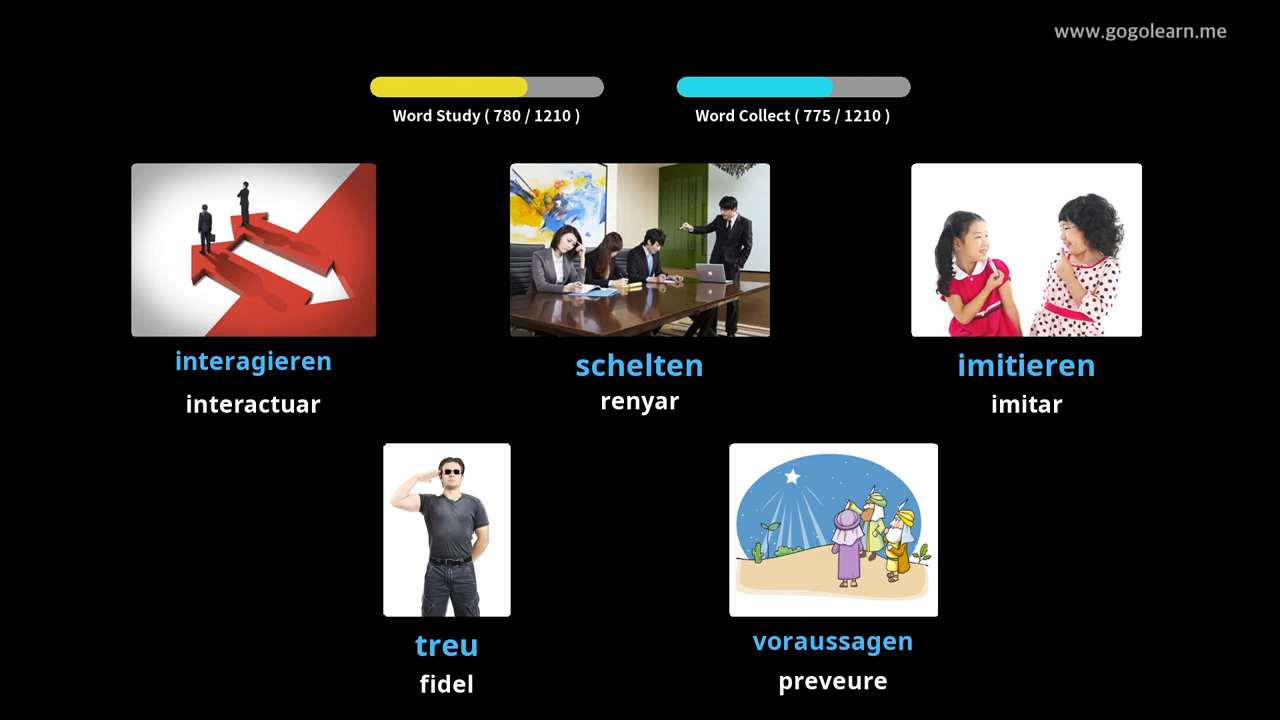 www.gogolearn.me
Word Study ( 780 / 1210 )
Word Collect ( 775 / 1210 )
interagieren
interactuar
schelten
renyar
imitieren
imitar
treu
fidel
voraussagen
preveure